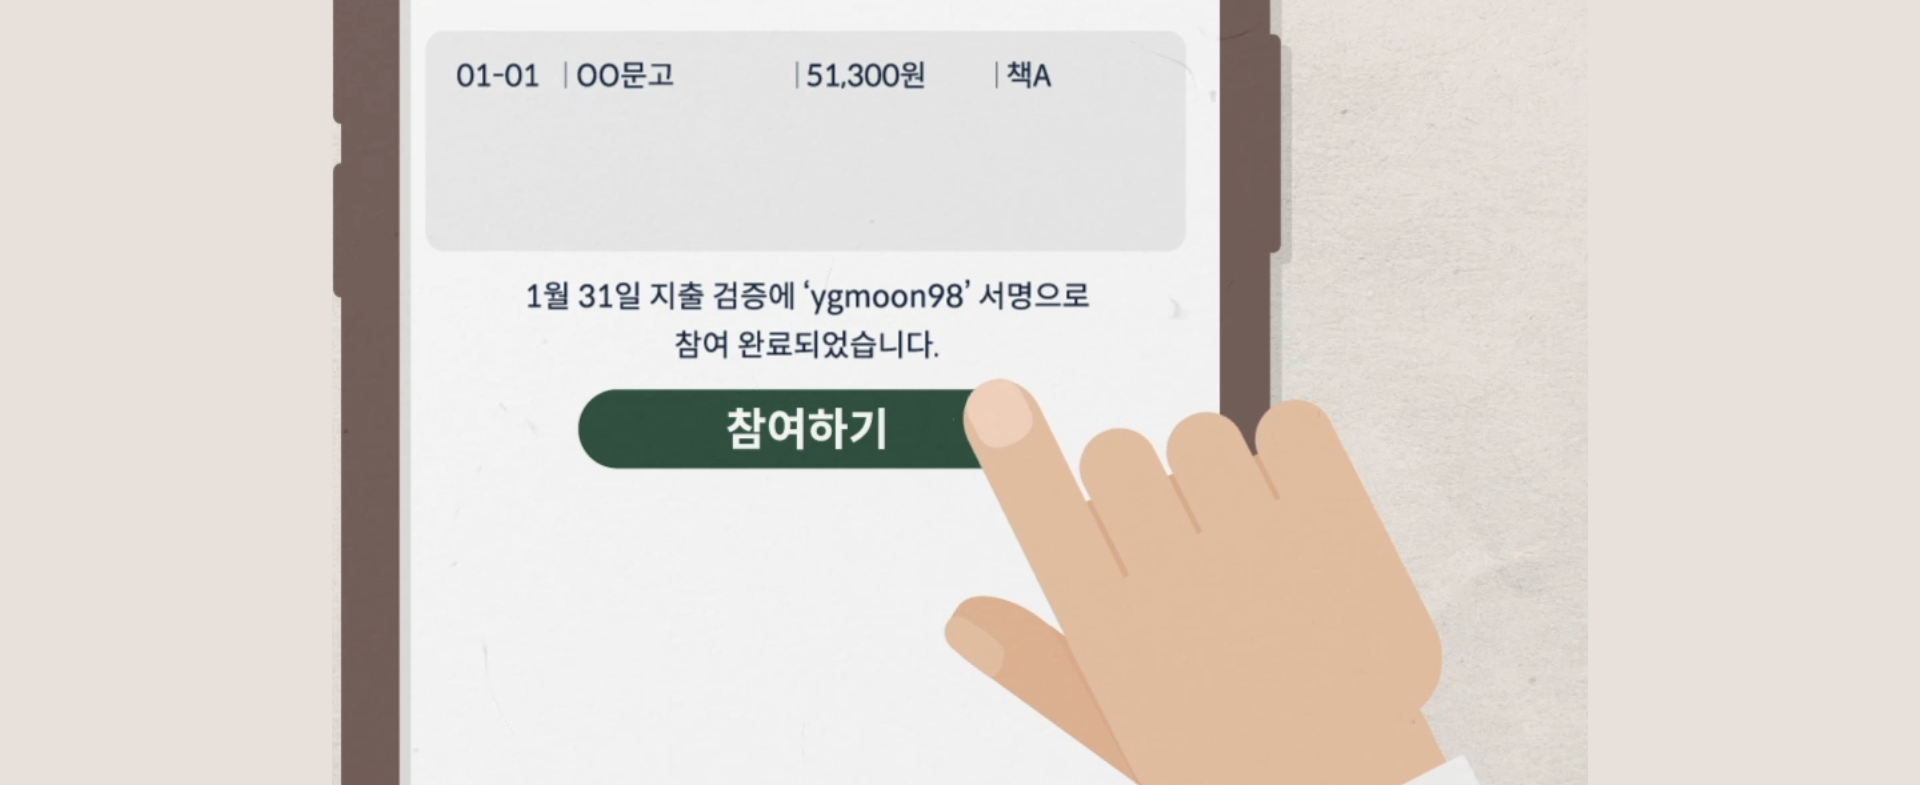 01-01 | OO문고 | 51,300원 | 책A
1월 31일 지출 검증에 ‘ygmoon98’ 서명으로
참여 완료되었습니다.
참여하기